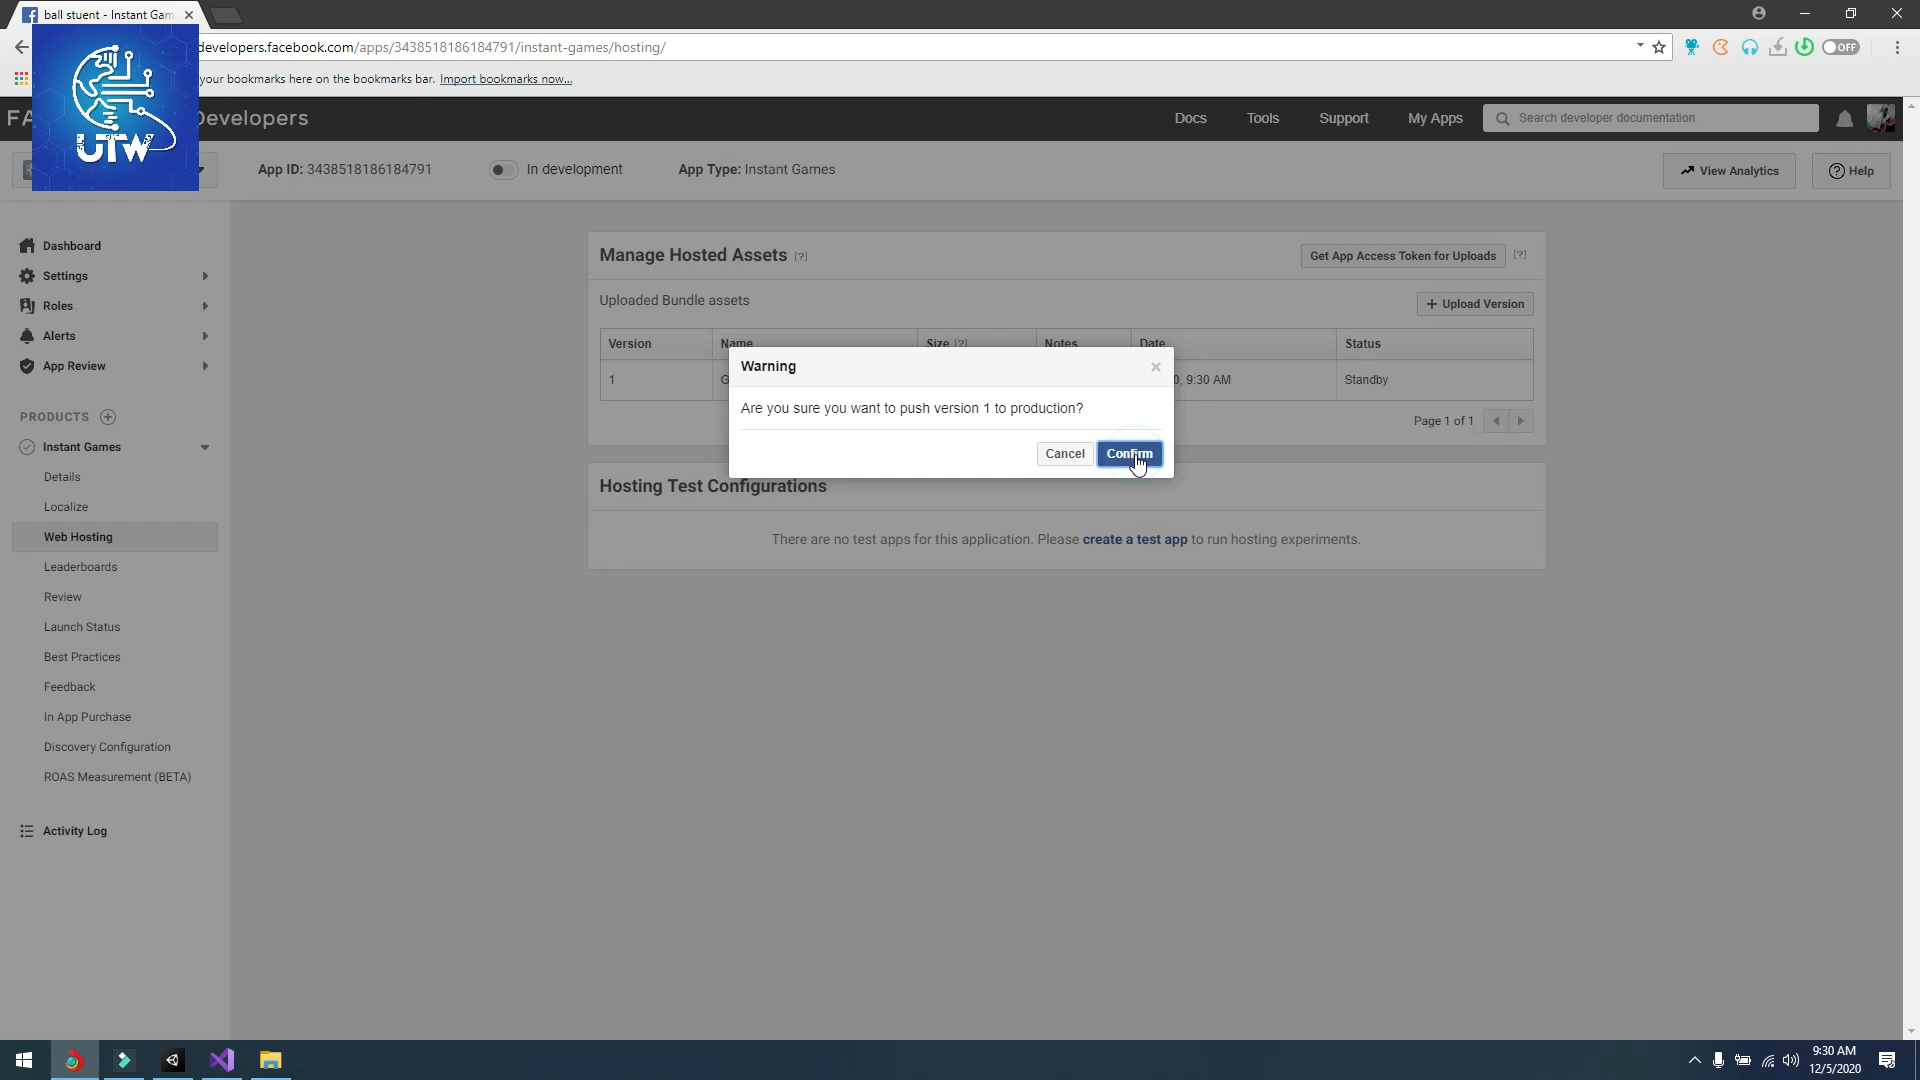 ball stuent - Instant Gam
developers.facebook.com/apps/3438518186184791/instant-games/hosting/
OFF
your bookmarks here on the bookmarks bar. Import bookmarks now...
UTW
Developers
Docs
Tools
Support
My Apps
Search developer documentation
App ID: 3438518186184791
In development
App Type: Instant Games
View Analytics
Help
Dashboard
Settings
Roles
Alerts
App Review
PRODUCTS
Instant Games
Details
Localize
Web Hosting
Leaderboards
Review
Launch Status
Best Practices
Feedback
In App Purchase
Discovery Configuration
ROAS Measurement (BETA)
Activity Log
Manage Hosted Assets [?]
Get App Access Token for Uploads [?]
Uploaded Bundle assets
+ Upload Version
Version Name Size [?] Notes Date Status
1 9:30 AM Standby
Page 1 of 1
Warning
Are you sure you want to push version 1 to production?
Cancel
Confirm
Hosting Test Configurations
There are no test apps for this application. Please create a test app to run hosting experiments.
9:30 AM
12/5/2020